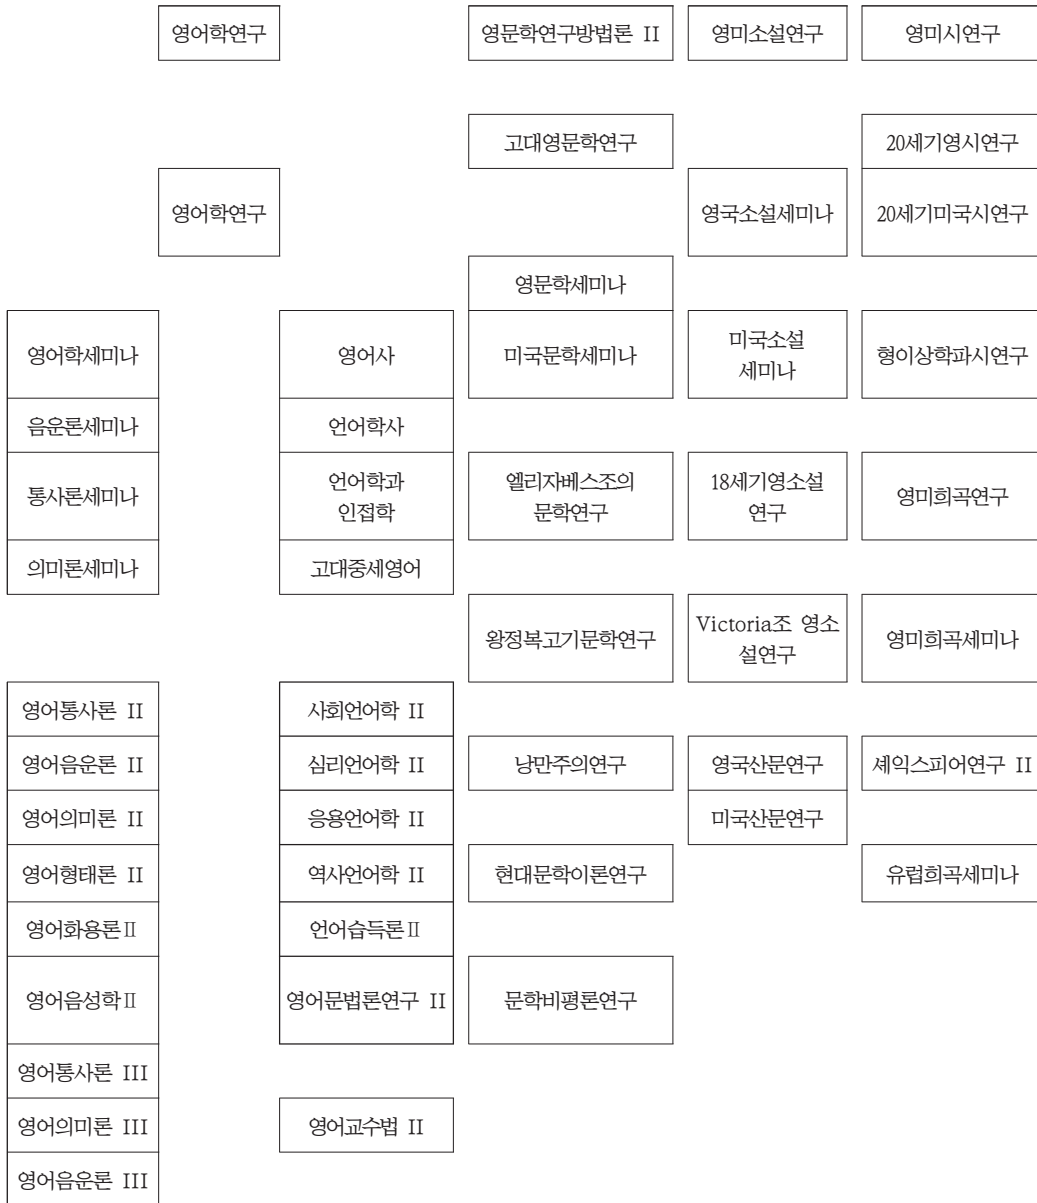 영어학연구 영문학연구방법론 II 영미소설연구 영미시연구
고대영문학연구 20세기영시연구
영어학연구 영국소설세미나 20세기미국시연구
영문학세미나
영어학세미나 영어사 미국문학세미나 미국소설 형이상학파시연구
세미나
음운론세미나 언어학사
통사론세미나 언어학과 엘리자베스조의 18세기영소설 영미희곡연구
인접학 문학연구 연구
의미론세미나 고대중세영어
왕정복고기문학연구 Victoria조 영소 영미희곡세미나
설연구
영어통사론 II 사회언어학 II
영어음운론 II 심리언어학 II 낭만주의연구 영국산문연구 셰익스피어연구 II
영어의미론 II 응용언어학 II 미국산문연구
영어형태론 II 역사언어학 II 현대문학이론연구 유럽희곡세미나
영어화용론Ⅱ 언어습득론Ⅱ
영어음성학Ⅱ 영어문법론연구 II 문학비평론연구
영어통사론 III
영어의미론 III 영어교수법 II
영어음운론 III